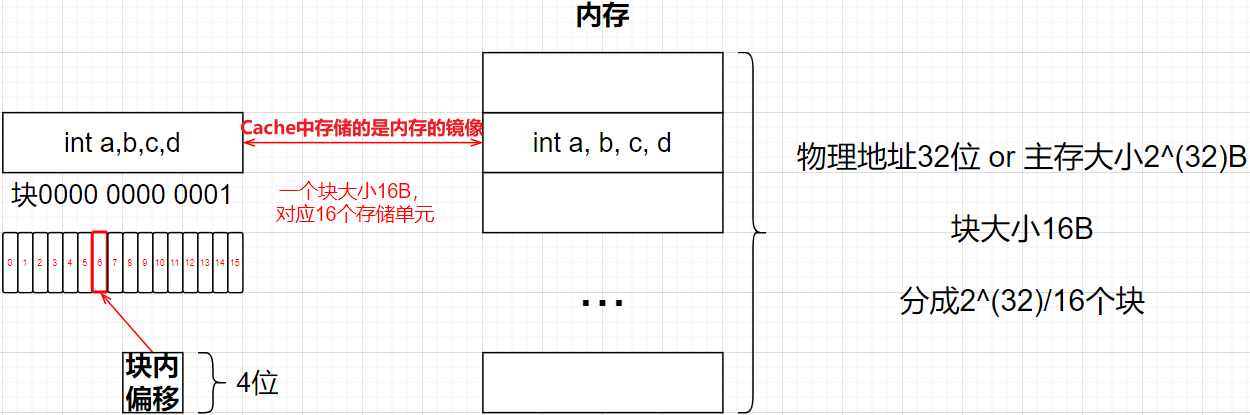 内存
int a,b,c,d
Cache中存储的是内存的镜像
int a, b, c, d
块0000 0000 0001
一个块大小16B，
对应16个存储单元
物理地址32位 or 主存大小2^(32)B
块大小16B
分成2^(32)/16个块
0 1 2 3 4 5 6 7 8 9 10 11 12 13 14 15
...
块内
偏移
4位